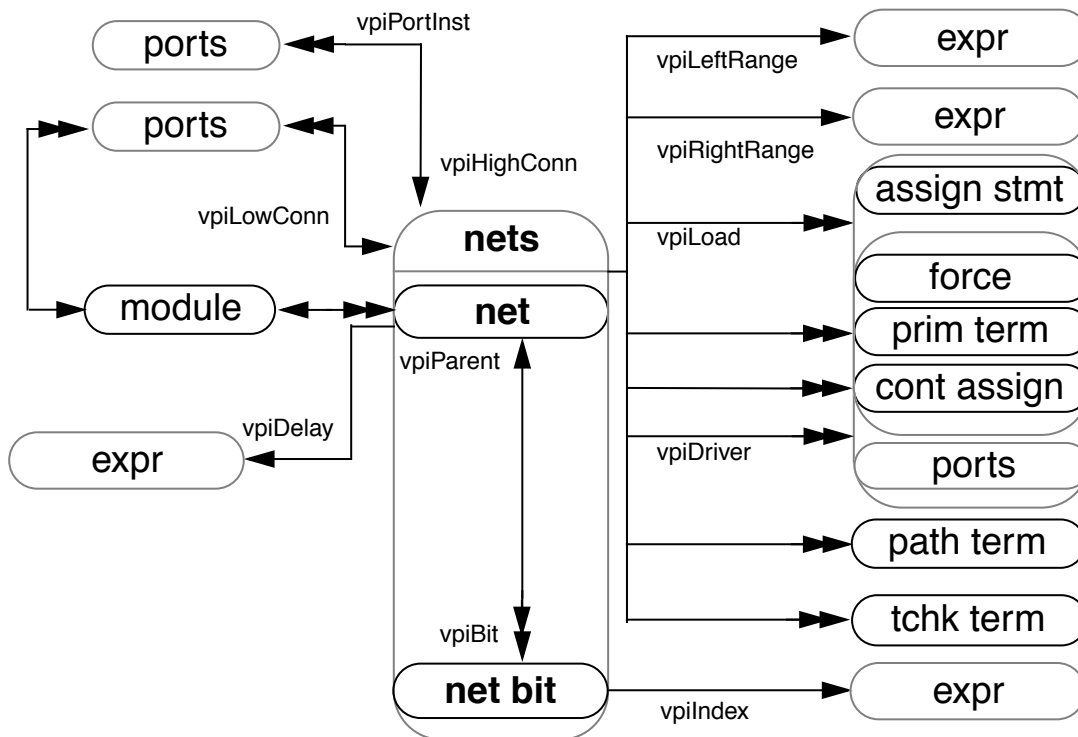 vpiPortInst
ports
expr
vpiLeftRange
ports
expr
vpiHighConn
vpiRightRange
assign stmt
vpiLowConn
nets
vpiLoad
force
module
net
prim term
vpiParent
cont assign
vpiDelay
expr
vpiDriver
ports
path term
vpiBit
tchk term
net bit
expr
vpiIndex